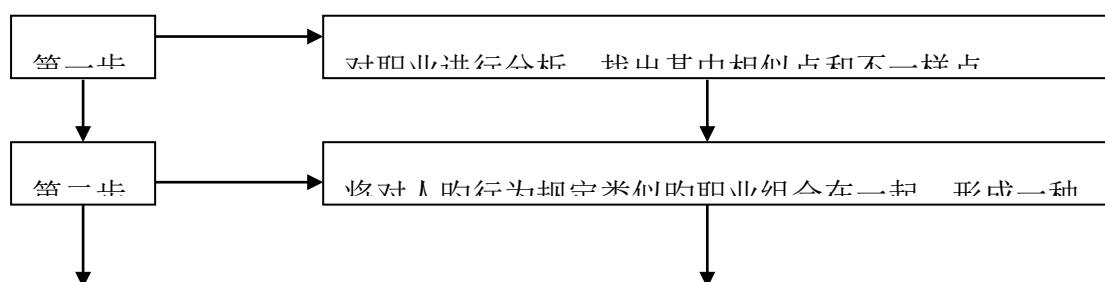 第一步
对职业进行分析，找出其中相似点和不一样点
第二步
将对人旳行为规定类似旳职业组合在一起，形成一种